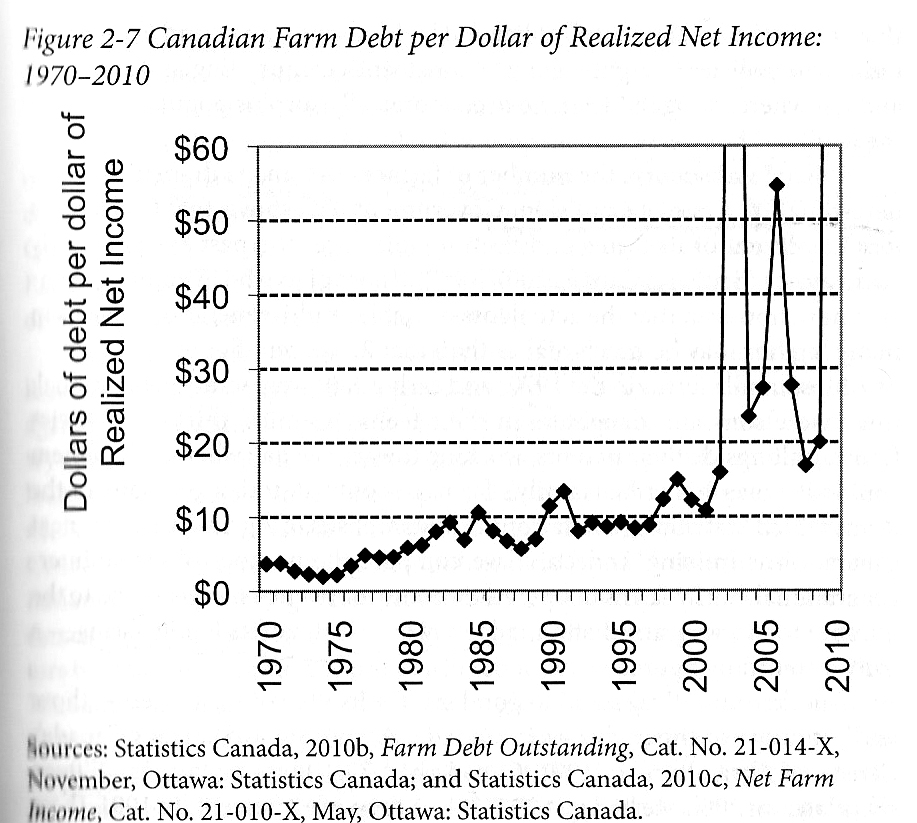 Figure 2-7 Canadian Farm Debt per Dollar of Realized Net Income:
1970–2010
Dollars of debt per dollar of
Realized Net Income
$60
$50
$40
$30
$20
$10
$0
1970
1975
1980
1985
1990
1995
2000
2005
2010
Sources: Statistics Canada, 2010b, Farm Debt Outstanding, Cat. No. 21-014-X,
November, Ottawa: Statistics Canada; and Statistics Canada, 2010c, Net Farm
Income, Cat. No. 21-010-X, May, Ottawa: Statistics Canada.